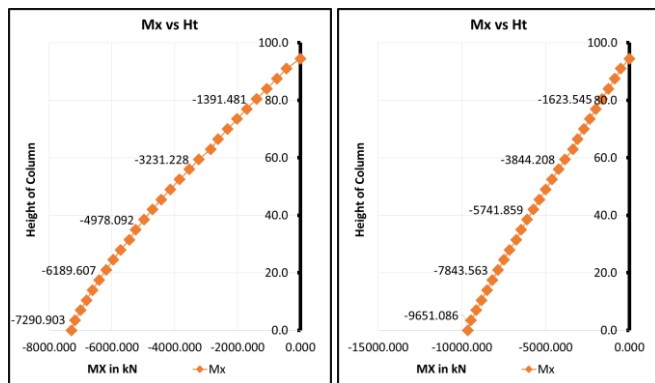 Mx vs Ht
100.0
80.0
60.0
40.0
20.0
0.0
-1391.481
-3231.228
-4978.092
-6189.607
-7290.903
Height of Column
-8000.000 -6000.000 -4000.000 -2000.000 0.000
MX in kN Mx
Mx vs Ht
100.0
80.0
60.0
40.0
20.0
0.0
-1623.545
-3844.208
-5741.859
-7843.563
-9651.086
Height of Column
-15000.000 -10000.000 -5000.000 0.000
MX in kN Mx